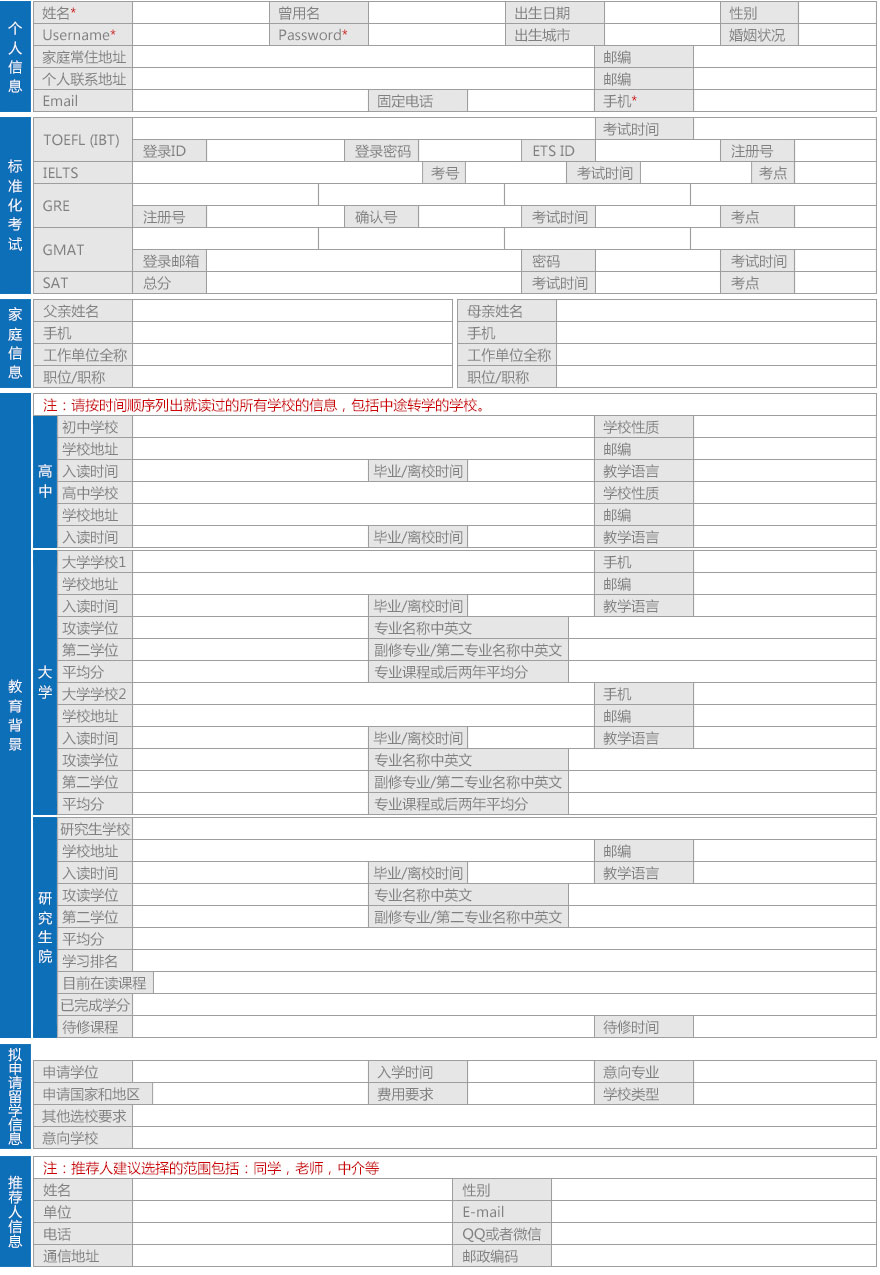 个人信息
姓名* 曾用名 出生日期 性别
Username* Password* 出生城市 婚姻状况
家庭常住地址 邮编
个人联系地址 邮编
Email 固定电话 手机*
标准化考试
TOEFL (IBT) 考试时间
登录ID 登录密码 ETS ID 注册号
IELTS 考号 考试时间 考点
GRE
注册号 确认号 考试时间 考点
GMAT
登录邮箱 密码 考试时间
SAT 总分 考试时间 考点
家庭信息
父亲姓名 母亲姓名
手机 手机
工作单位全称 工作单位全称
职位/职称 职位/职称
教育背景
注：请按时间顺序列出就读过的所有学校的信息，包括中途转学的学校。
高中
初中学校 学校性质
学校地址 邮编
入读时间 毕业/离校时间 教学语言
高中学校 学校性质
学校地址 邮编
入读时间 毕业/离校时间 教学语言
大学
大学学校1 手机
学校地址 邮编
入读时间 毕业/离校时间 教学语言
攻读学位 专业名称中英文
第二学位 副修专业/第二专业名称中英文
平均分 专业课程或后两年平均分
大学学校2 手机
学校地址 邮编
入读时间 毕业/离校时间 教学语言
攻读学位 专业名称中英文
第二学位 副修专业/第二专业名称中英文
平均分 专业课程或后两年平均分
研究生院
研究生学校
学校地址 邮编
入读时间 毕业/离校时间 教学语言
攻读学位 专业名称中英文
第二学位 副修专业/第二专业名称中英文
平均分
学习排名
目前在读课程
已完成学分
待修课程 待修时间
拟申请留学信息
申请学位 入学时间 意向专业
申请国家和地区 费用要求 学校类型
其他选校要求
意向学校
推荐人信息
注：推荐人建议选择的范围包括：同学，老师，中介等
姓名 性别
单位 E-mail
电话 QQ或者微信
通信地址 邮政编码